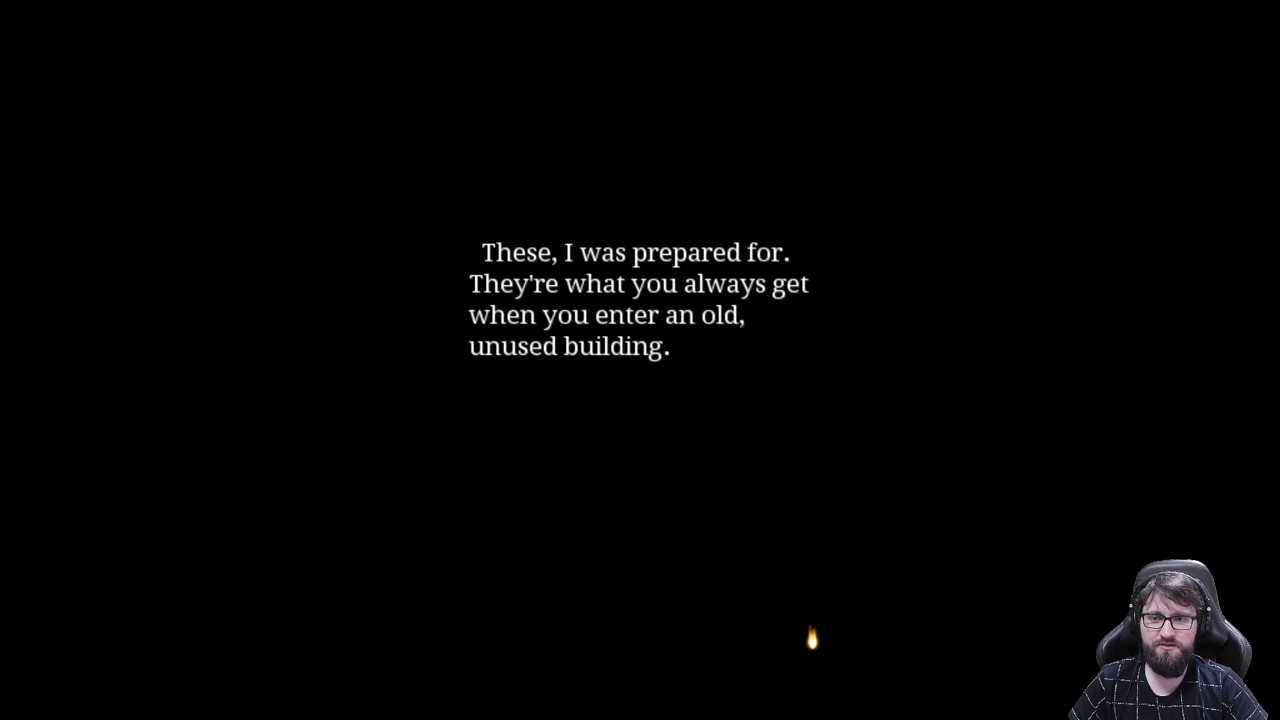 These, I was prepared for.
They're what you always get
when you enter an old,
unused building.